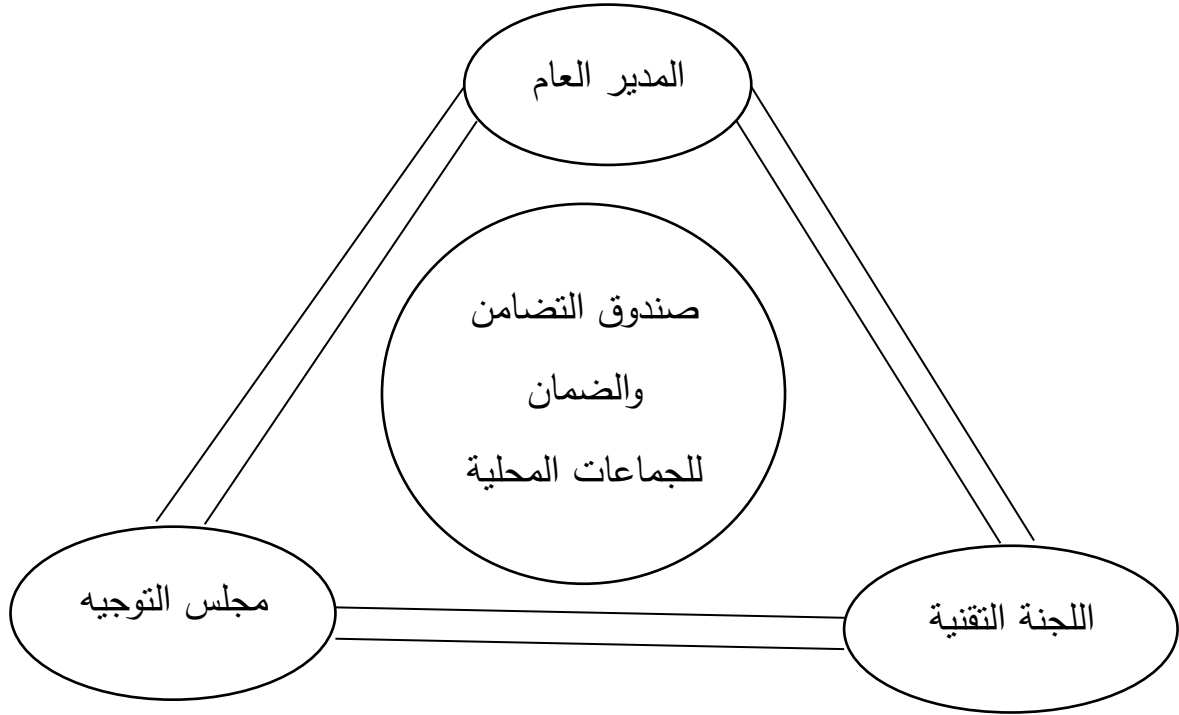 المدير العام
صندوق التضامن
والضمان
للجماعات المحلية
مجلس التوجيه
اللجنة التقنية